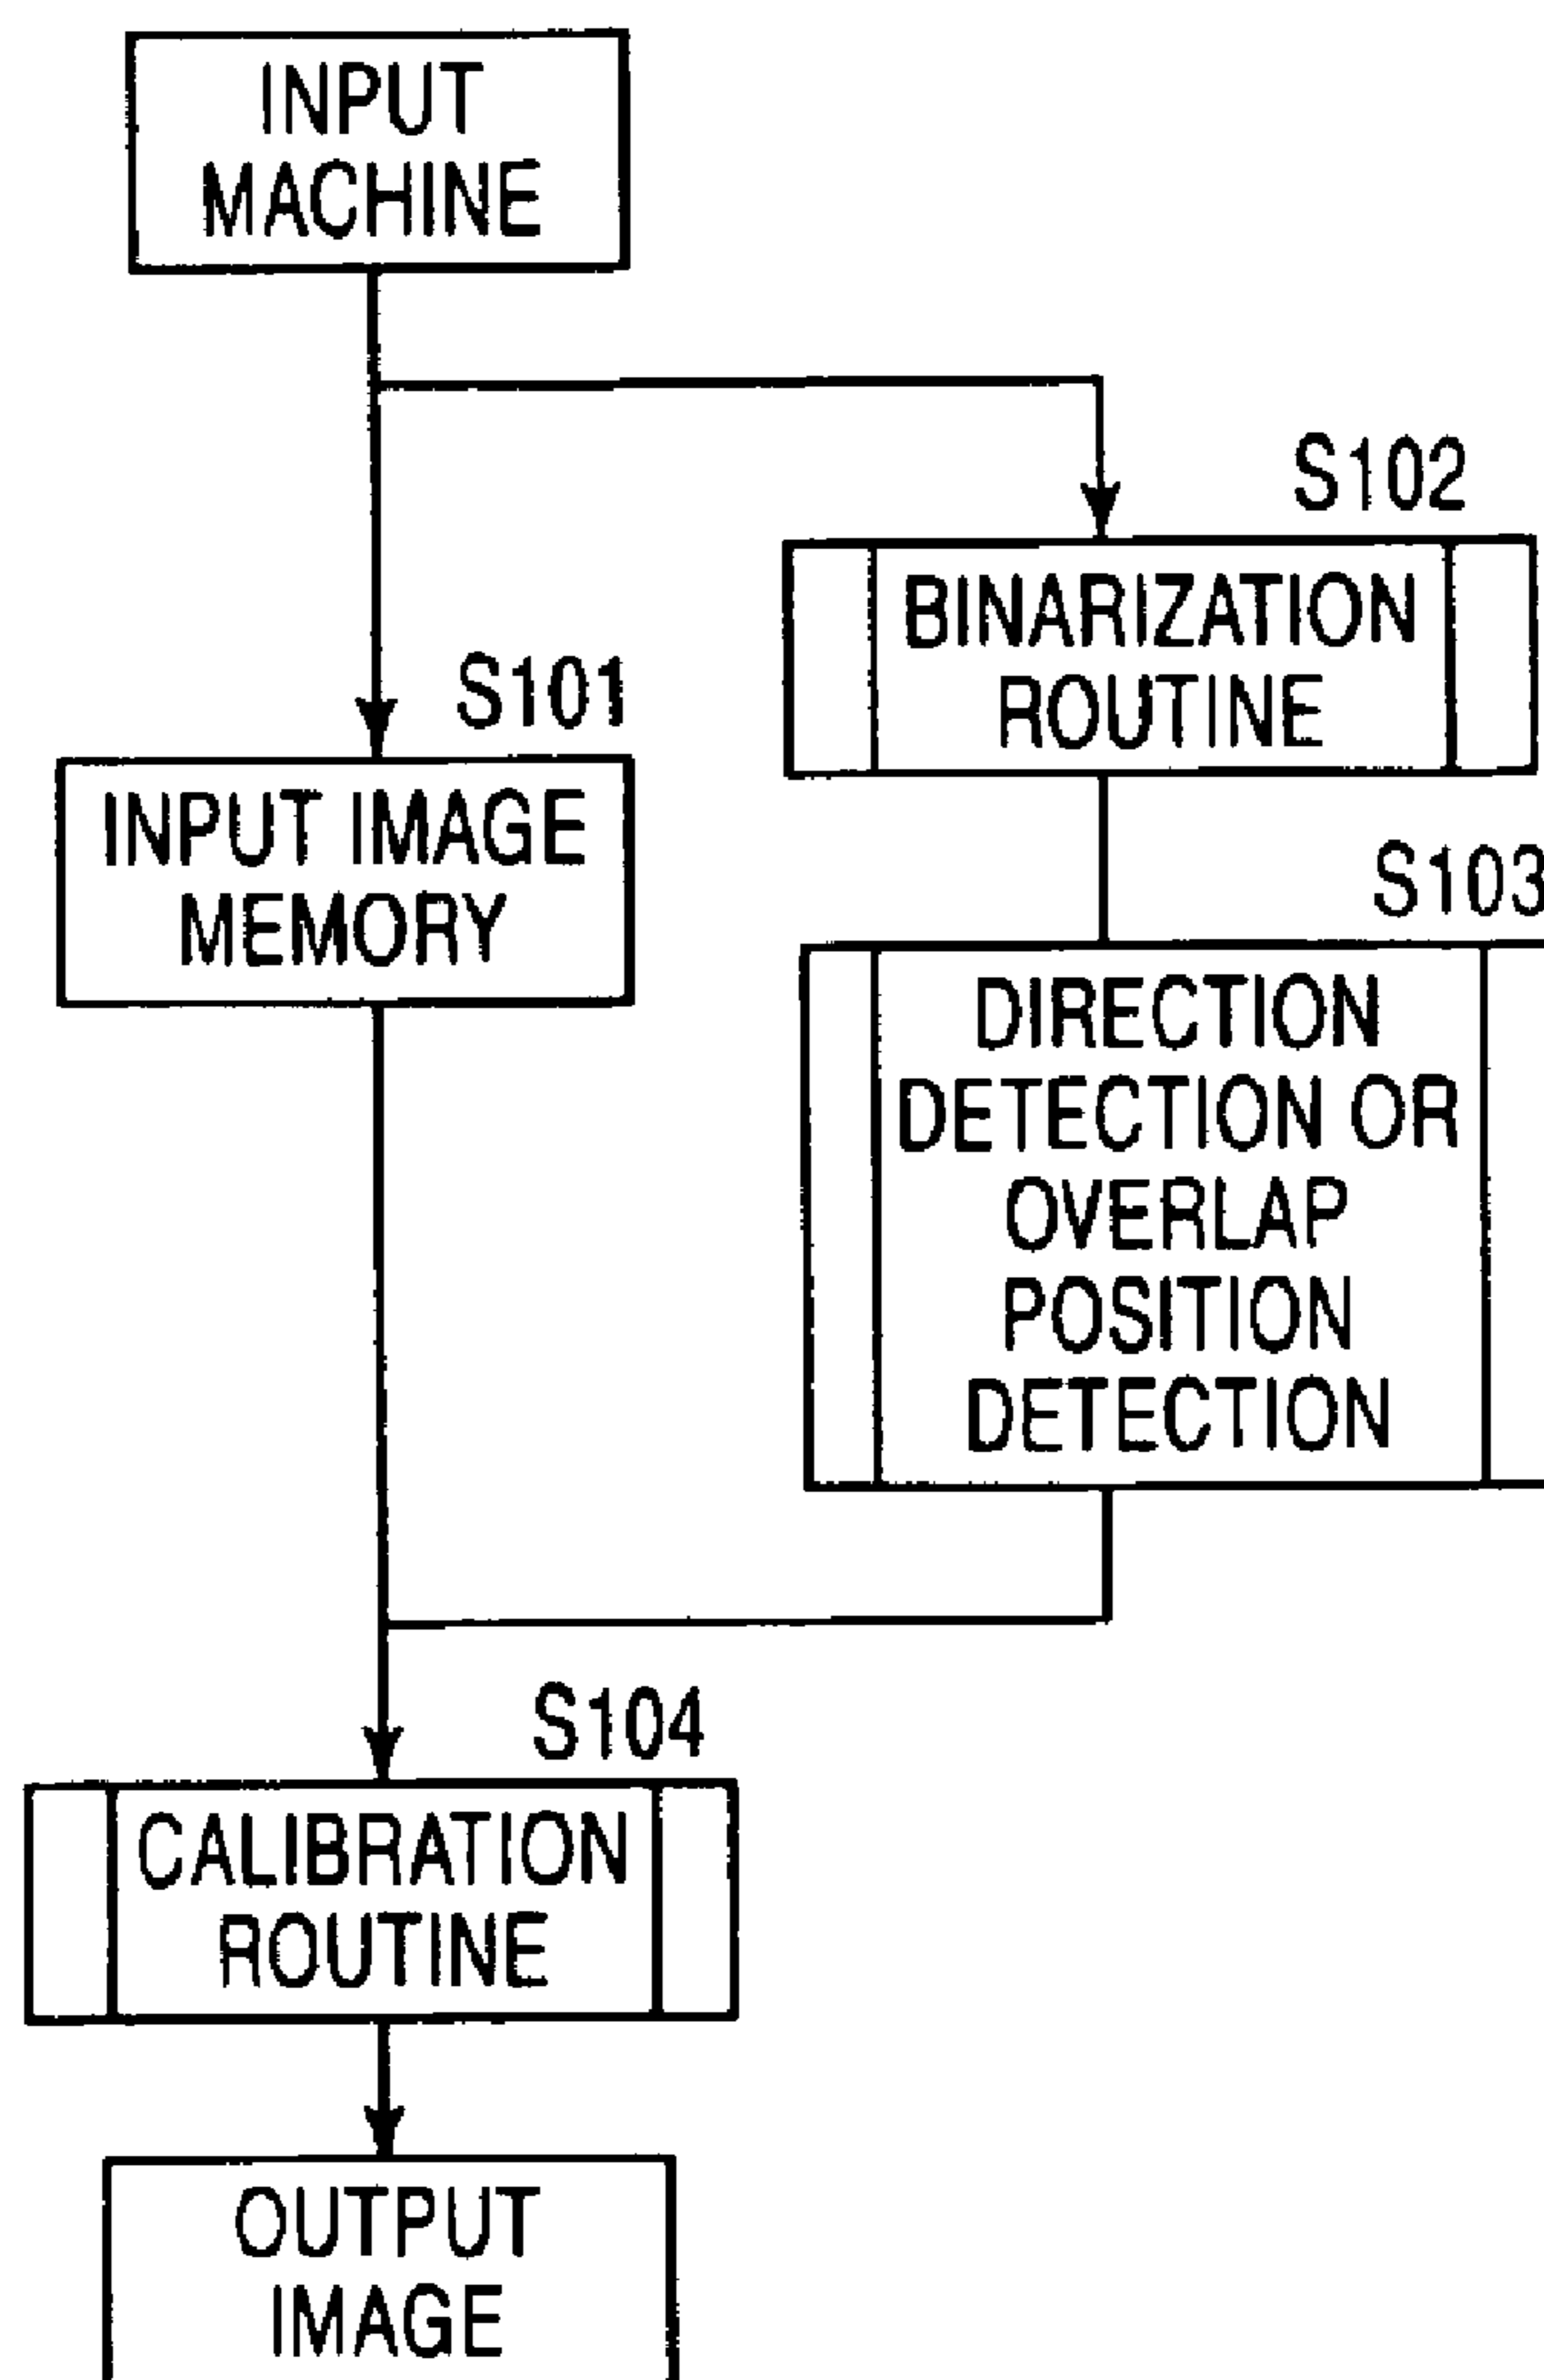 INPUT
MACHINE
S102
BINARIZATION
ROUTINE
S101
INPUT IMAGE
MEMORY
S103
DIRECTION
DETECTION OR
OVERLAP
POSITION
DETECTION
S104
CALIBRATION
ROUTINE
OUTPUT
IMAGE